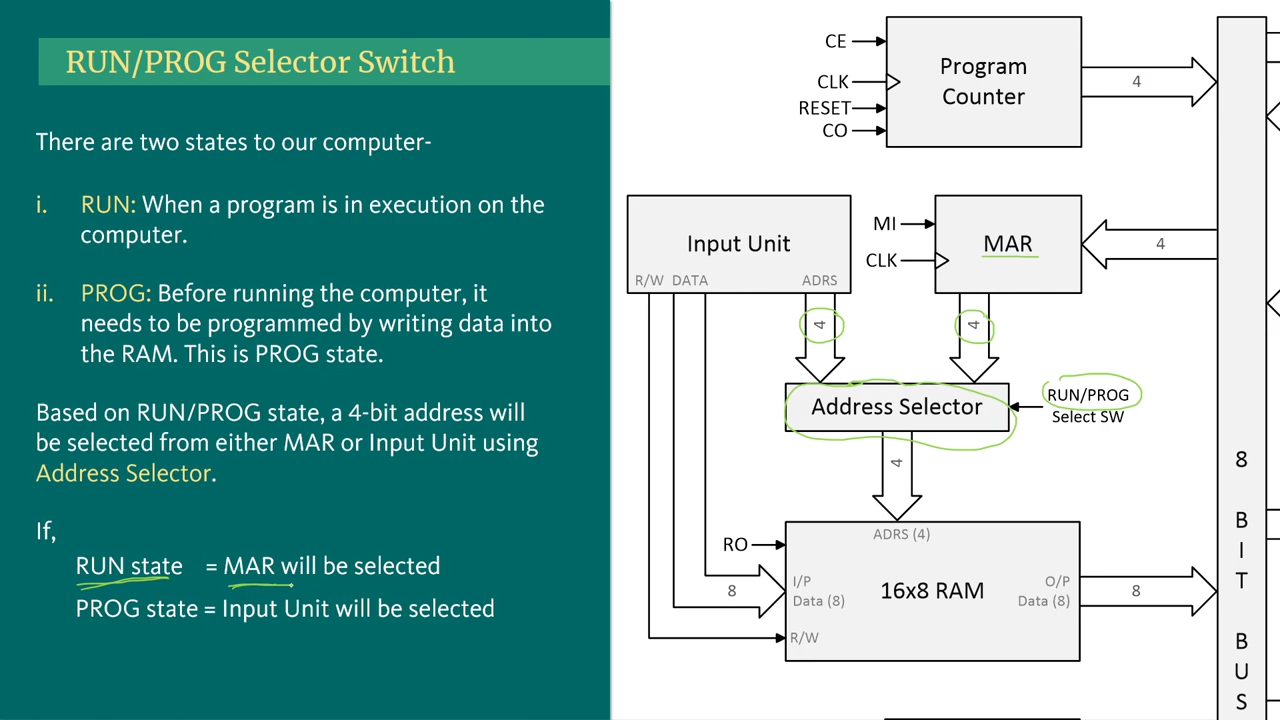 RUN/PROG Selector Switch
There are two states to our computer-
i. RUN: When a program is in execution on the
computer.
ii. PROG: Before running the computer, it
needs to be programmed by writing data into
the RAM. This is PROG state.
Based on RUN/PROG state, a 4-bit address will
be selected from either MAR or Input Unit using
Address Selector.
If,
RUN state = MAR will be selected
PROG state = Input Unit will be selected
CE
CLK
RESET
CO
Program
Counter
4
Input Unit
R/W DATA ADRS
MI
CLK
MAR
4
4
4
Address Selector
RUN/PROG
Select SW
4
RO
ADRS (4)
16x8 RAM
8
I/P
Data (8)
R/W
O/P
Data (8)
8
8
B
I
T
B
U
S